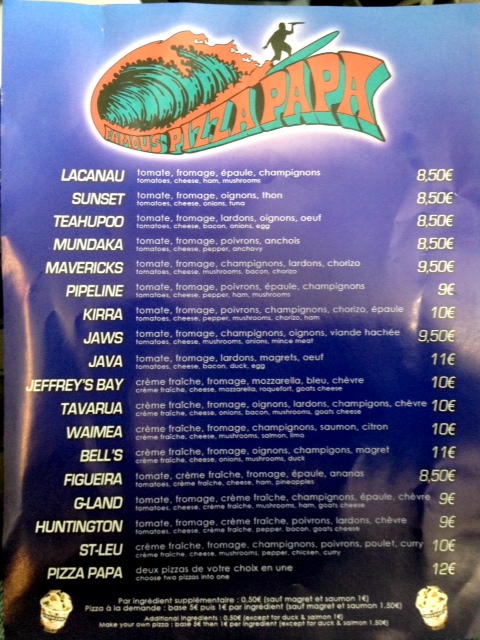 FAMOUS PIZZA PAPA
LACANAU tomate, fromage, épaule, champignons 8,50€
tomatoes, cheese, ham, mushrooms
SUNSET tomate, fromage, oignons, thon 8,50€
tomatoes, cheese, onions, tuna
TEAHUPOO tomate, fromage, lardons, oignons, oeuf 8,50€
tomatoes, cheese, bacon, onions, egg
MUNDAKA tomate, fromage, poivrons, anchois 8,50€
tomatoes, cheese, pepper, anchovy
MAVERICKS tomate, fromage, champignons, lardons, chorizo 9,50€
tomatoes, cheese, mushrooms, bacon, chorizo
PIPELINE tomate, fromage, poivrons, épaule, champignons 9€
tomatoes, cheese, pepper, ham, mushrooms
KIRRA tomate, fromage, poivrons, champignons, chorizo, épaule 10€
tomatoes, cheese, pepper, mushrooms, chorizo, ham
JAWS tomate, fromage, champignons, oignons, viande hachée 9,50€
tomatoes, cheese, mushrooms, onions, mince meat
JAVA tomate, fromage, lardons, magrets, oeuf 11€
tomatoes, cheese, bacon, duck, egg
JEFFREY'S BAY crème fraîche, fromage, mozzarella, bleu, chèvre 10€
crème fraîche, cheese, mozzarella, roquefort, goats cheese
TAVARUA crème fraîche, fromage, oignons, lardons, champigons, chèvre 10€
crème fraîche, cheese, onions, bacon, mushrooms, goats cheese
WAIMEA crème fraîche, fromage, champignons, saumon, citron 10€
crème fraîche, cheese, mushrooms, salmon, limo
BELL'S crème fraîche, fromage, oignons, champigons, magret 11€
crème fraîche, cheese, onions, mushrooms, duck
FIGUEIRA tomate, crème fraîche, fromage, épaule, ananas 8,50€
tomatoes, crème fraîche, cheese, ham, pineapples
G-LAND tomate, fromage, crème fraîche, champignons, épaule, chèvre 9€
tomatoes, cheese, crème fraîche, mushrooms, ham, goats cheese
HUNTINGTON tomate, fromage, crème fraîche, poivrons, lardons, chèvre 9€
tomatoes, cheese, crème fraîche, pepper, bacon, goats cheese
ST-LEU crème fraîche, fromage, champignons, poivrons, poulet, curry 10€
crème fraîche, cheese, mushrooms, pepper, chicken, curry
PIZZA PAPA deux pizzas de votre choix en une 12€
choose two pizzas into one
Par ingrédient supplémentaire : 0.50€ (sauf magret et saumon 1€)
Pizza à la demande : base 5€ puis 1€ par ingrédient (sauf magret et saumon 1.50€)
Additional ingredients : 0.50€ (except for duck & salmon 1€)
Make your own pizza : base 5€ then 1€ per ingredient (except for duck & salmon 1.50€)